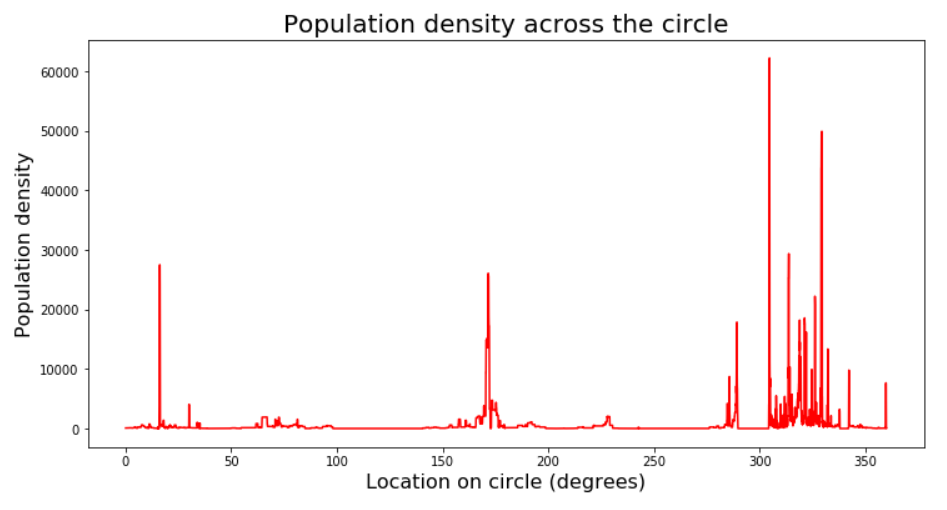 Population density across the circle
Population density
60000
50000
40000
30000
20000
10000
0
0 50 100 150 200 250 300 350
Location on circle (degrees)